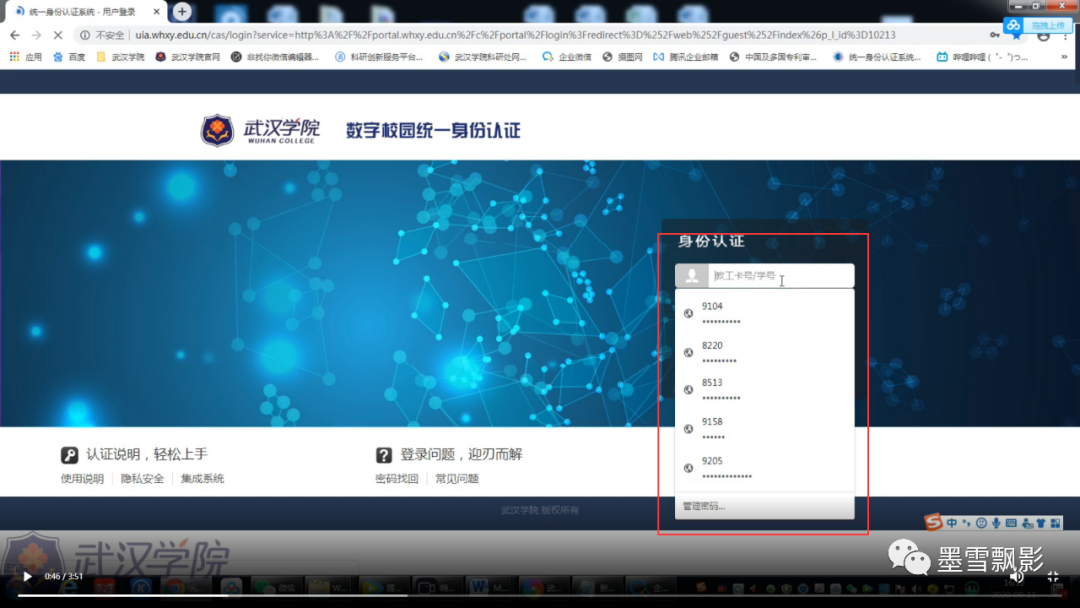 统一身份认证系统 - 用户登录
不安全 | uia.whxy.edu.cn/cas/login?service=http%3A%2F%2Fportal.whxy.edu.cn%2Fc%2Fportal%2Flogin%3Fredirect%3D%252Fweb%252Fguest%252Findex%26p_l_id%3D10213
拖拽上传
应用 百度 武汉学院 武汉学院官网 非找你微信编辑器... 科研创新服务平台... 武汉学院科研处网... 企业微信 摄图网 腾讯企业邮箱 中国及多国专利审... 统一身份认证系统... 哔哩哔哩 ( ゜- ゜)つ... »
武汉学院
WUHAN COLLEGE
数字校园统一身份认证
身份认证
教工卡号/学号
9104
••••••••••
8220
•••••••••
8513
••••••••••
9158
••••••
9205
•••••••••••••
管理密码...
认证说明，轻松上手
使用说明 | 隐私安全 | 集成系统
登录问题，迎刃而解
密码找回 | 常见问题
武汉学院 版权所有
中
武汉学院
墨雪飘影
0:46 / 3:51